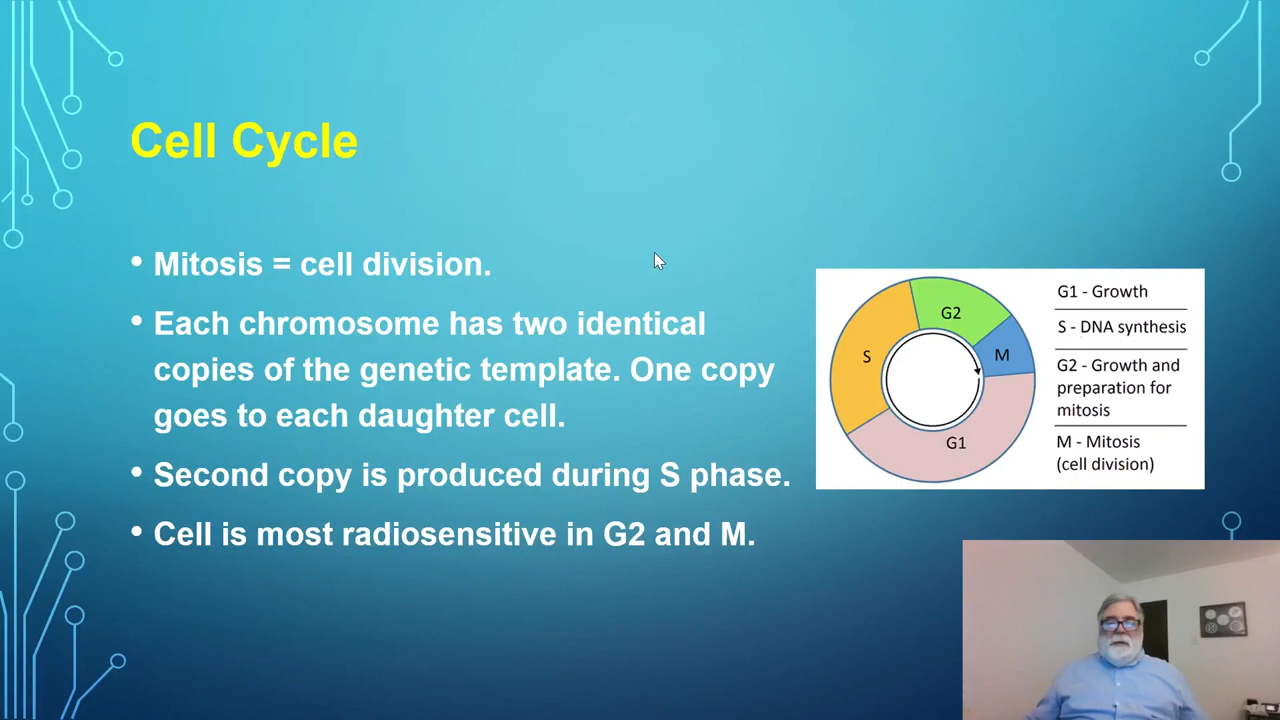 Cell Cycle
• Mitosis = cell division.
• Each chromosome has two identical
copies of the genetic template. One copy
goes to each daughter cell.
• Second copy is produced during S phase.
• Cell is most radiosensitive in G2 and M.
G2
S
M
G1
G1 - Growth
S - DNA synthesis
G2 - Growth and
preparation for
mitosis
M - Mitosis
(cell division)